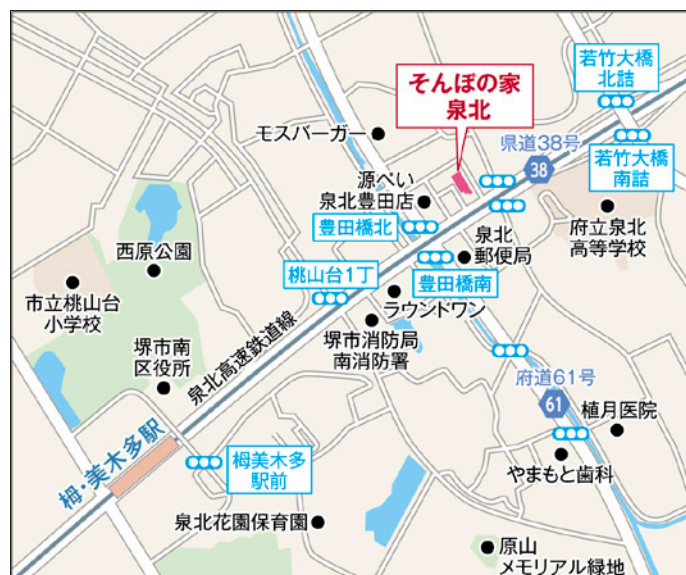 若竹大橋
北詰
そんぽの家
泉北
モスバーガー
県道38号
38
若竹大橋
南詰
源ぺい
泉北豊田店
豊田橋北
泉北
郵便局
府立泉北
高等学校
西原公園
桃山台1丁
豊田橋南
市立桃山台
小学校
ラウンドワン
堺市消防局
南消防署
泉北高速鉄道線
堺市南
区役所
府道61号
61
植月医院
栂・美木多駅
栂美木多
駅前
やまもと歯科
泉北花園保育園
原山
メモリアル緑地